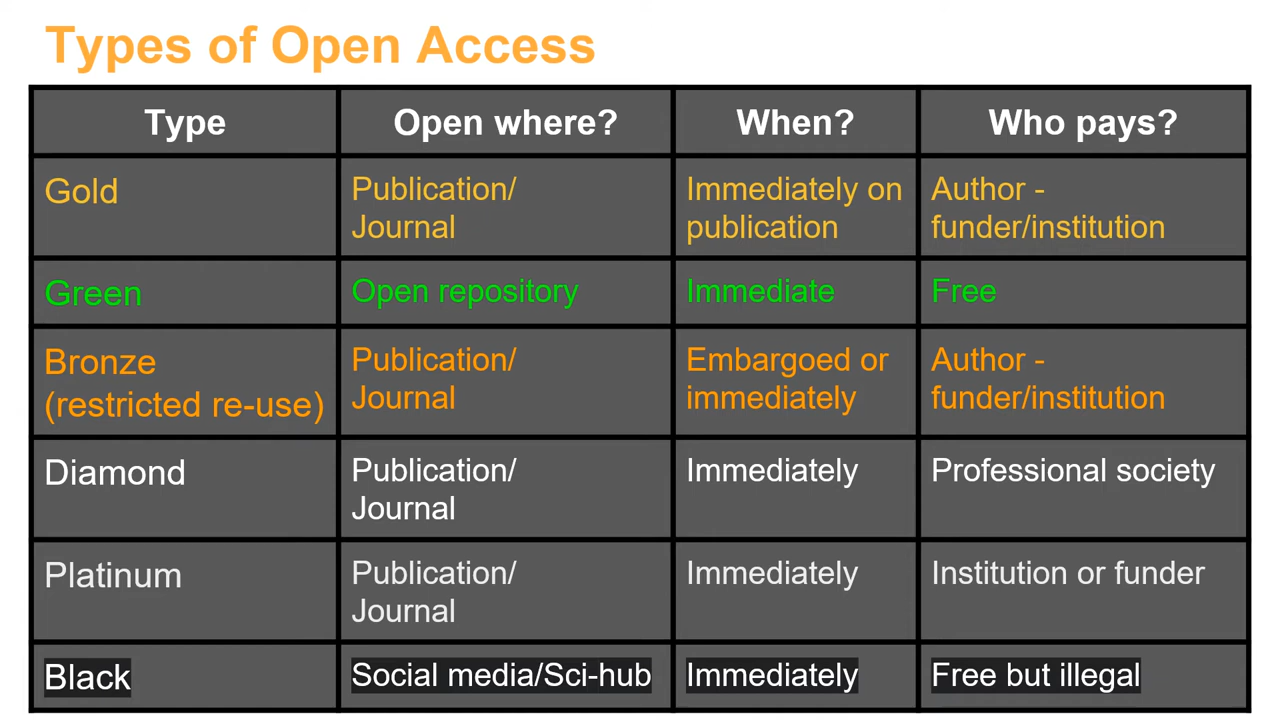 Types of Open Access
Type Open where? When? Who pays?
Gold Publication/ Immediately on Author -
Journal publication funder/institution
Green Open repository Immediate Free
Bronze Publication/ Embargoed or Author -
(restricted re-use) Journal immediately funder/institution
Diamond Publication/ Immediately Professional society
Journal
Platinum Publication/ Immediately Institution or funder
Journal
Black Social media/Sci-hub Immediately Free but illegal